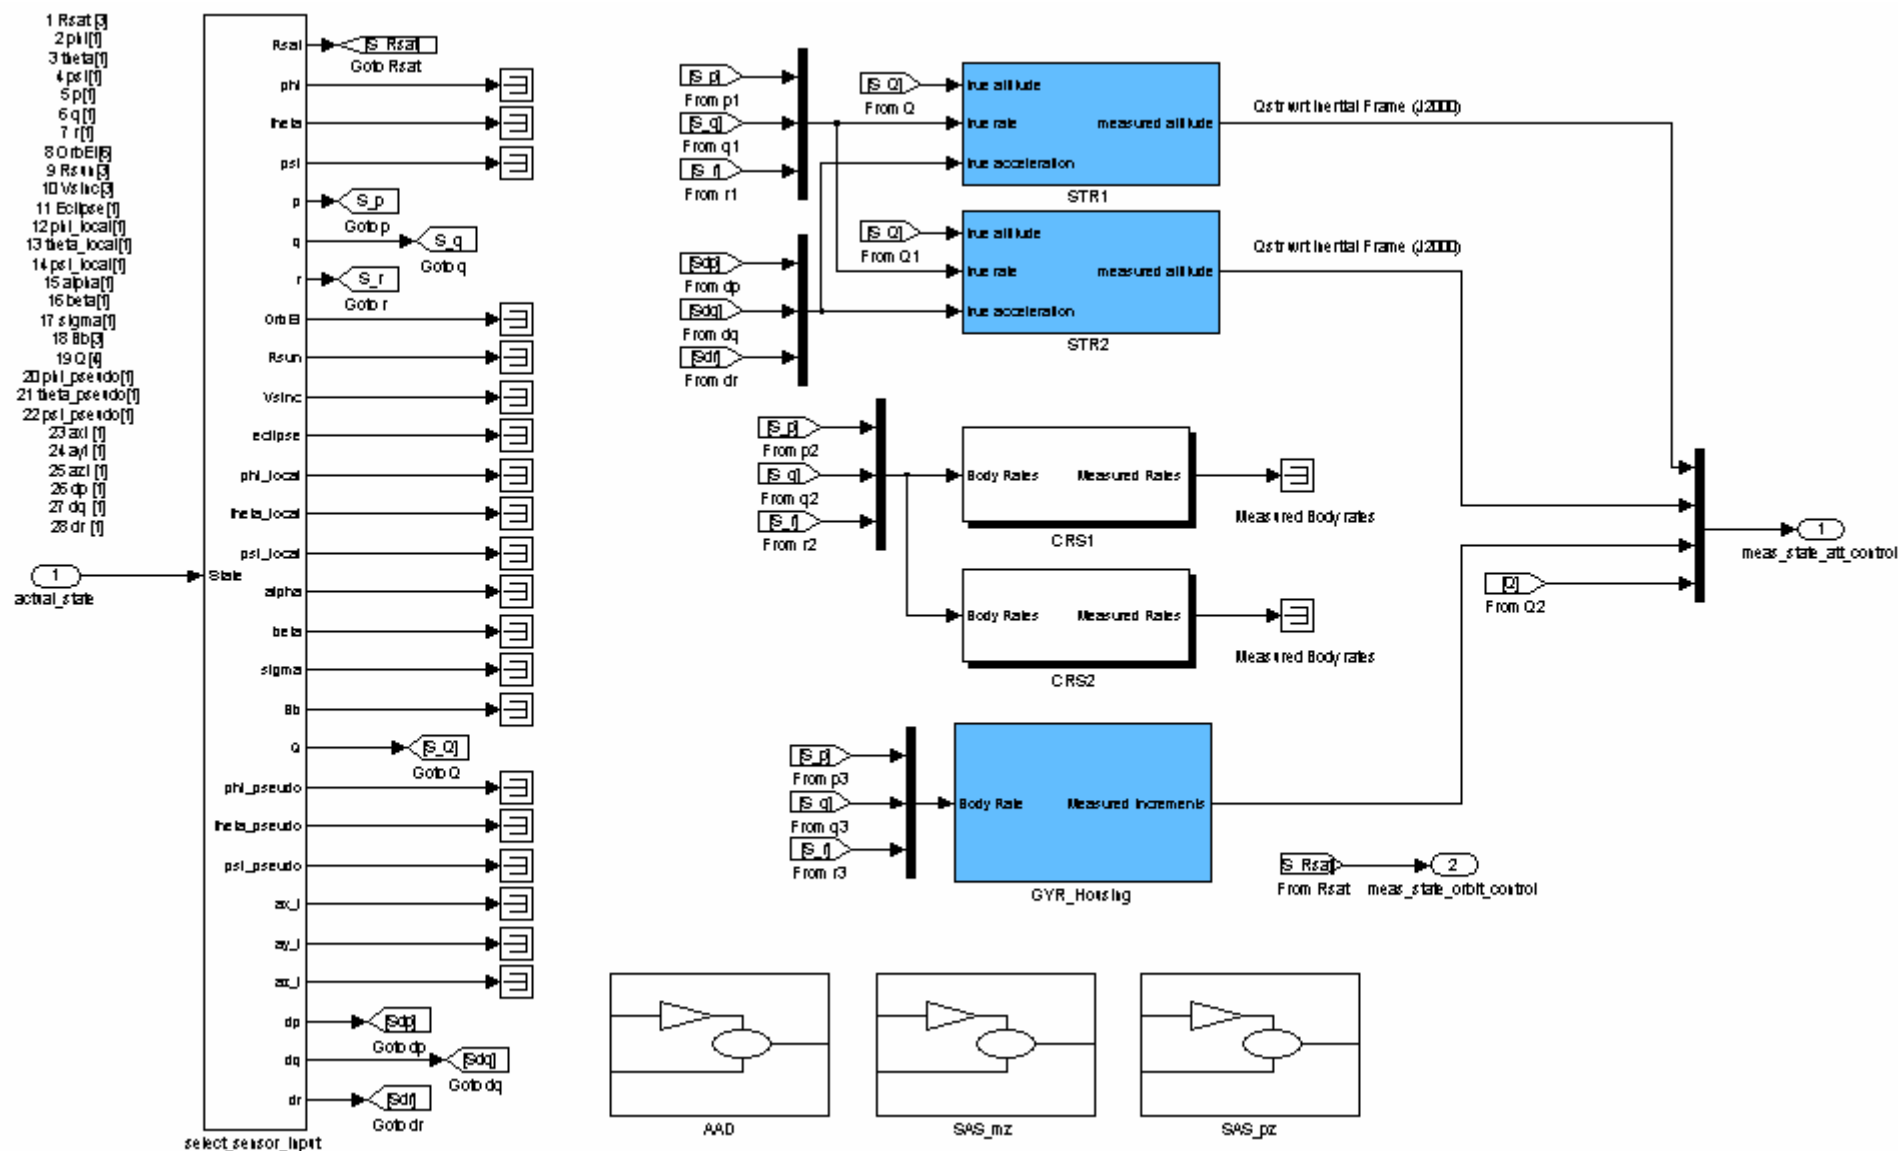 1 Rsat[3]
2 phi[1]
3 theta[1]
4 psi[1]
5 p[1]
6 q[1]
7 r[1]
8 OrbEl[6]
9 Rsun[3]
10 Vsinc[3]
11 Eclipse[1]
12 phi_local[1]
13 theta_local[1]
14 psi_local[1]
15 alpha[1]
16 beta[1]
17 sigma[1]
18 Bb[3]
19 Q[4]
20 phi_pseudo[1]
21 theta_pseudo[1]
22 psi_pseudo[1]
23 axi [1]
24 ayi [1]
25 azi [1]
26 dp [1]
27 dq [1]
28 dr [1]
1
actual_state
State
select_sensor_input
Rsat
phi
theta
psi
p
q
r
OrbEl
Rsun
Vsinc
eclipse
phi_local
theta_local
psi_local
alpha
beta
sigma
Bb
Q
phi_pseudo
theta_pseudo
psi_pseudo
ax_i
ay_i
az_i
dp
dq
dr
[S_Rsat]
Goto Rsat
S_p
Goto p
S_q
Goto q
S_r
Goto r
[S_Q]
Goto Q
[Sdp]
Goto dp
[Sdq]
Goto dq
[Sdr]
Goto dr
[S_p]
From p1
[S_q]
From q1
[S_r]
From r1
[Sdp]
From dp
[Sdq]
From dq
[Sdr]
From dr
[S_Q]
From Q
true attitude
true rate
true acceleration
measured attitude
STR1
Qstr wrt Inertial Frame (J2000)
[S_Q]
From Q1
true attitude
true rate
true acceleration
measured attitude
STR2
Qstr wrt Inertial Frame (J2000)
[S_p]
From p2
[S_q]
From q2
[S_r]
From r2
Body Rates
Measured Rates
CRS1
Measured Body rates
Body Rates
Measured Rates
CRS2
Measured Body rates
[S_p]
From p3
[S_q]
From q3
[S_r]
From r3
Body Rate
Measured Increments
GYR_Housing
[Q]
From Q2
1
meas_state_att_control
S_Rsat
From Rsat
2
meas_state_orbit_control
AAD
SAS_mz
SAS_pz